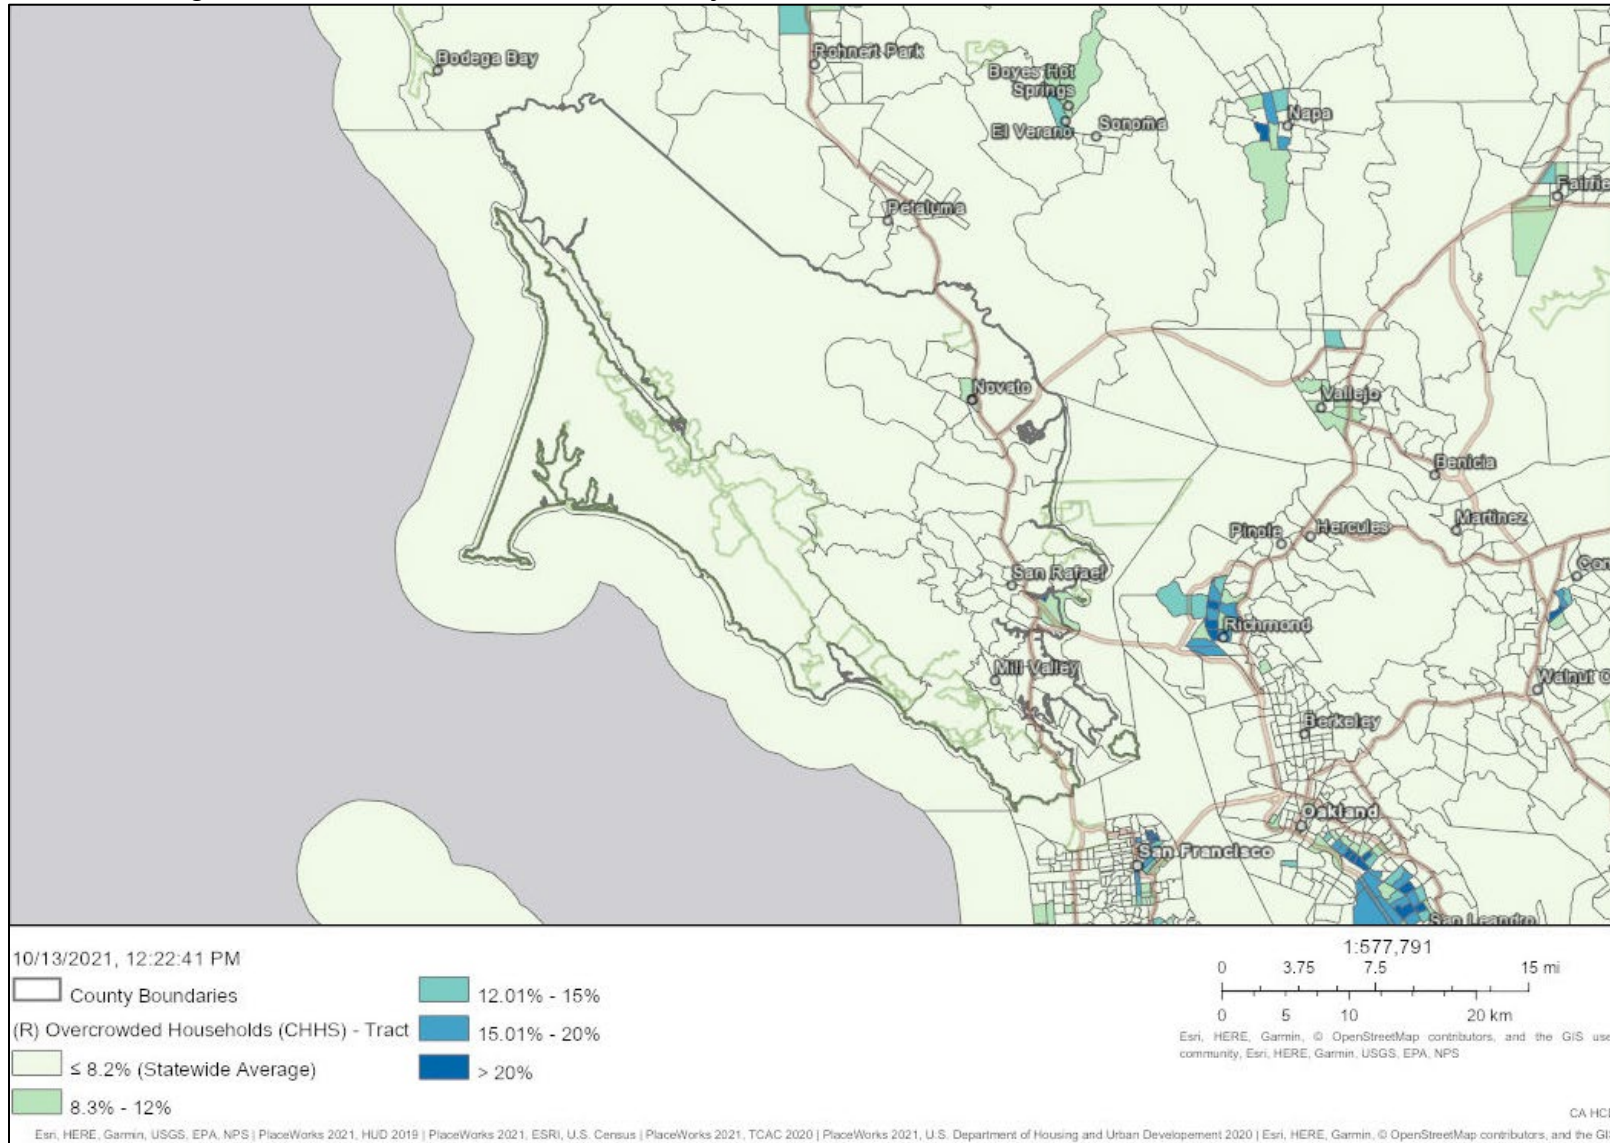 Bodega Bay
Rohnert Park
Boyes Hot
Springs
El Verano
Sonoma
Napa
Fairfie
Petaluma
Novato
Vallejo
Benicia
Martinez
Pinole
Hercules
Con
San Rafael
Richmond
Mill Valley
Walnut C
Berkeley
Oakland
San Francisco
San Leandro
10/13/2021, 12:22:41 PM
County Boundaries
(R) Overcrowded Households (CHHS) - Tract
≤ 8.2% (Statewide Average)
8.3% - 12%
12.01% - 15%
15.01% - 20%
> 20%
1:577,791
0 3.75 7.5 15 mi
0 5 10 20 km
Esri, HERE, Garmin, © OpenStreetMap contributors, and the GIS use
community, Esri, HERE, Garmin, USGS, EPA, NPS
CA HC
Esri, HERE, Garmin, USGS, EPA, NPS | PlaceWorks 2021, HUD 2019 | PlaceWorks 2021, ESRI, U.S. Census | PlaceWorks 2021, TCAC 2020 | PlaceWorks 2021, U.S. Department of Housing and Urban Developement 2020 | Esri, HERE, Garmin, © OpenStreetMap contributors, and the GI